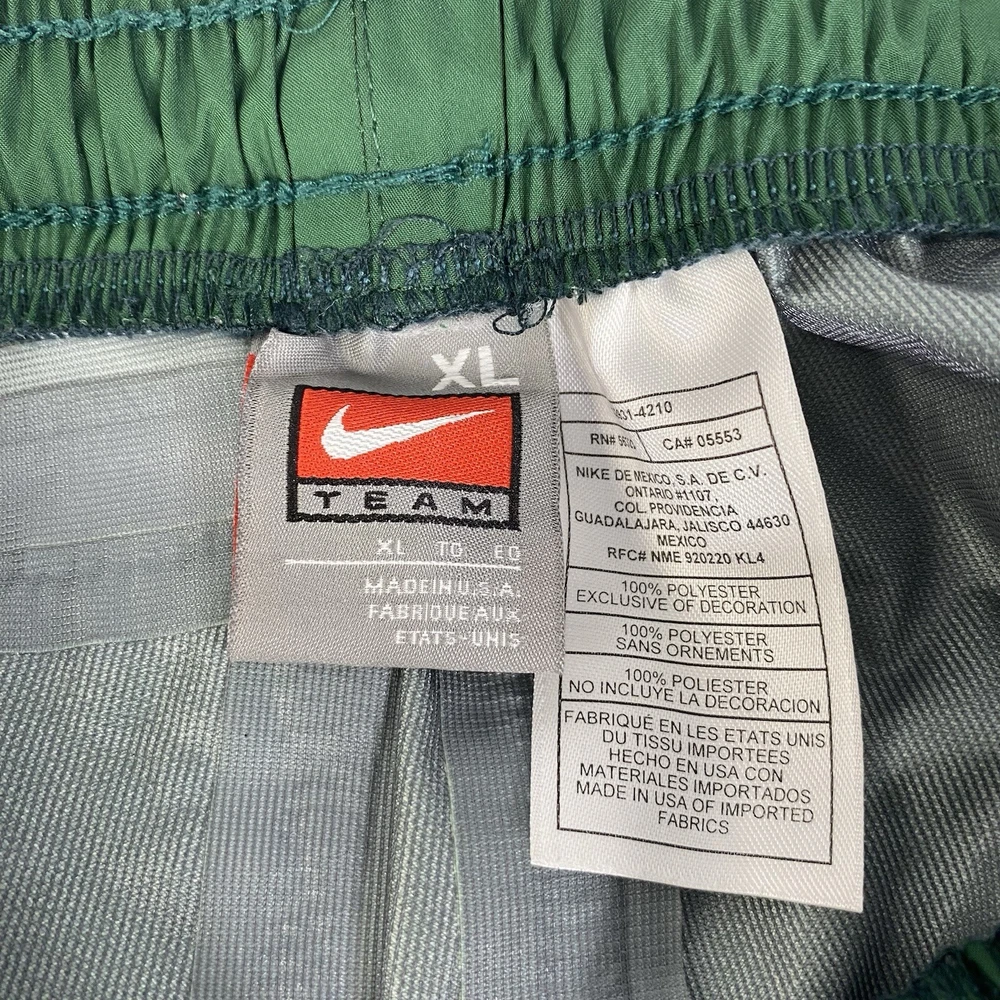 XL
TEAM
XL TG EG
MADE IN U.S.A.
FABRIQUE AUX
ETATS-UNIS
31-4210
RN# CA# 05553
NIKE DE MEXICO, S.A. DE C.V.
ONTARIO #1107,
COL. PROVIDENCIA
GUADALAJARA, JALISCO 44630
MEXICO
RFC# NME 920220 KL4
100% POLYESTER
EXCLUSIVE OF DECORATION
100% POLYESTER
SANS ORNEMENTS
100% POLIESTER
NO INCLUYE LA DECORACION
FABRIQUÉ EN LES ETATS UNIS
DU TISSU IMPORTEES
HECHO EN USA CON
MATERIALES IMPORTADOS
MADE IN USA OF IMPORTED
FABRICS